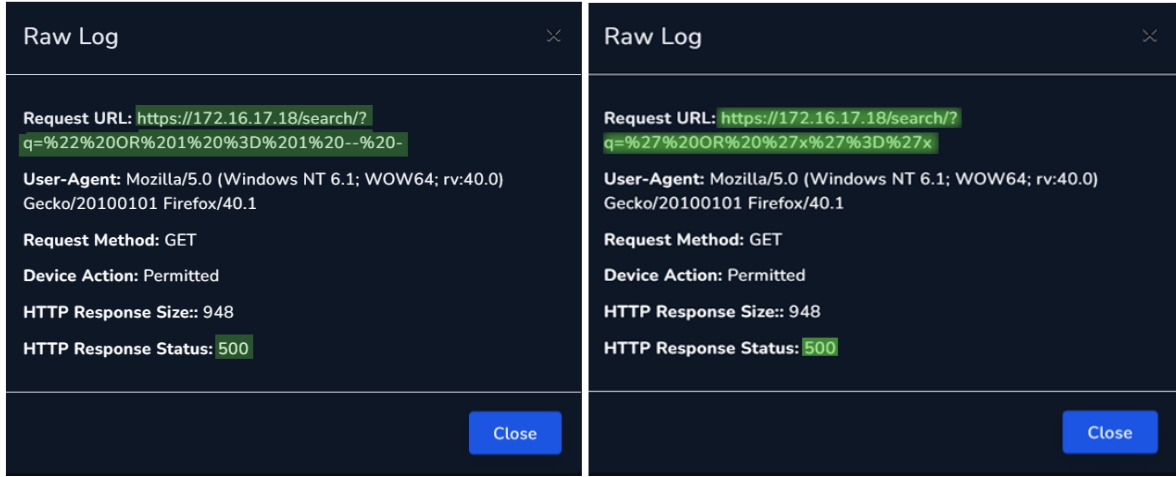 Raw Log
Request URL: https://172.16.17.18/search/?
q=%22%20OR%201%20%3D%201%20--%20-
User-Agent: Mozilla/5.0 (Windows NT 6.1; WOW64; rv:40.0)
Gecko/20100101 Firefox/40.1
Request Method: GET
Device Action: Permitted
HTTP Response Size:: 948
HTTP Response Status: 500
Close
Raw Log
Request URL: https://172.16.17.18/search/?
q=%27%20OR%20%27x%27%3D%27x
User-Agent: Mozilla/5.0 (Windows NT 6.1; WOW64; rv:40.0)
Gecko/20100101 Firefox/40.1
Request Method: GET
Device Action: Permitted
HTTP Response Size:: 948
HTTP Response Status: 500
Close